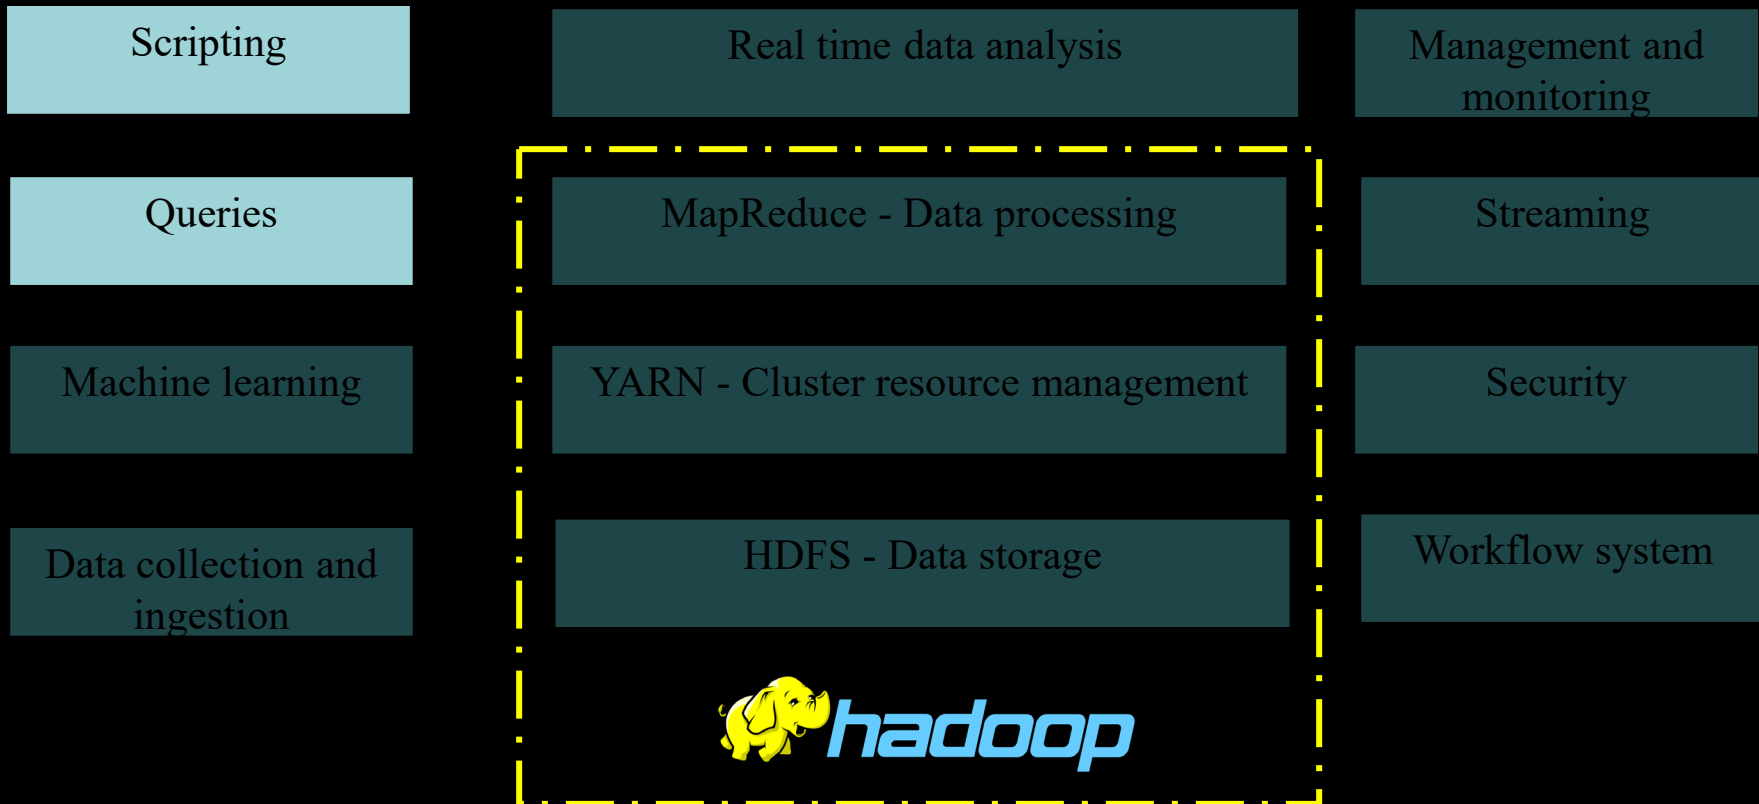 Scripting
Real time data analysis
Management and
monitoring
Queries
MapReduce - Data processing
Streaming
Machine learning
YARN - Cluster resource management
Security
Data collection and
ingestion
HDFS - Data storage
Workflow system
hadoop